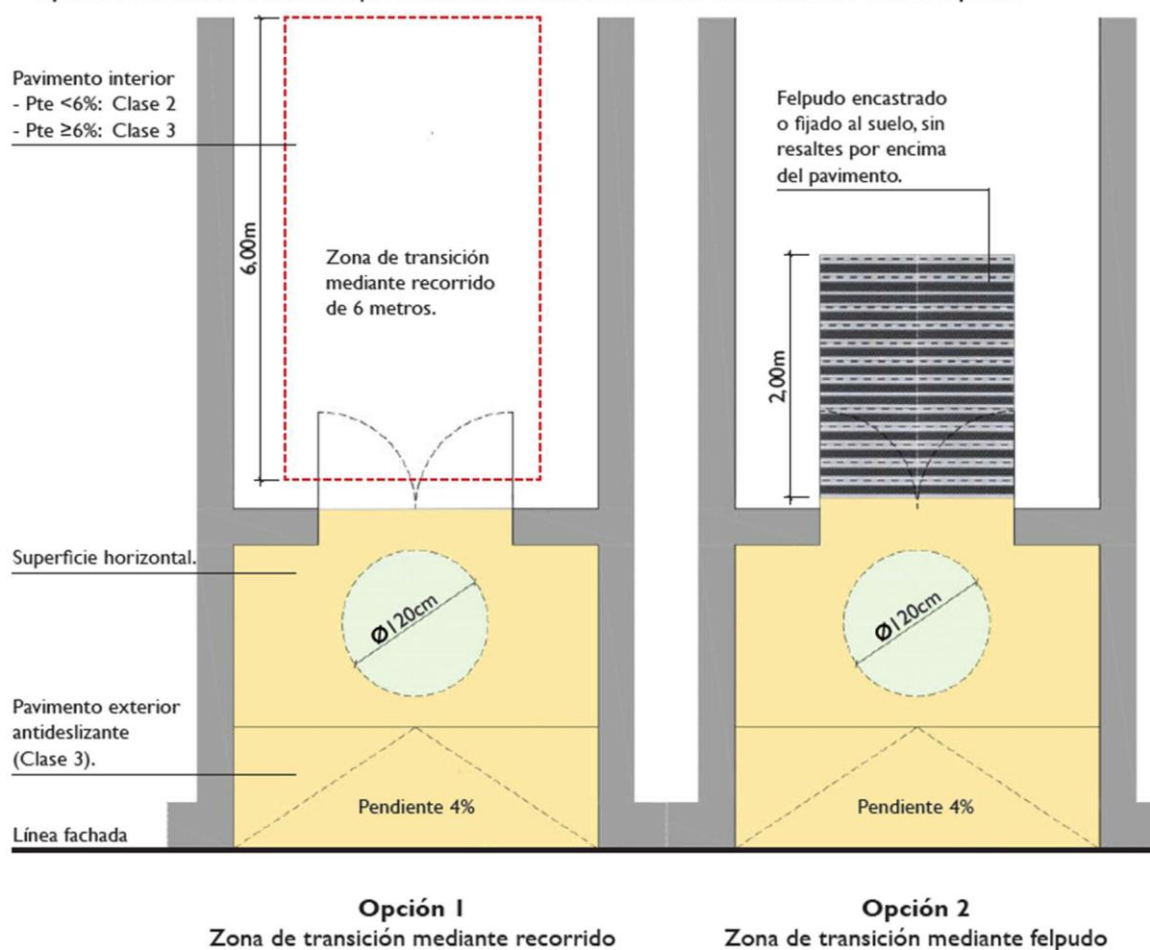 Pavimento interior
- Pte <6%: Clase 2
- Pte ≥6%: Clase 3
6,00m
Zona de transición
mediante recorrido
de 6 metros.
Superficie horizontal.
Ø120cm
Pavimento exterior
antideslizante
(Clase 3).
Pendiente 4%
Línea fachada
Felpudo encastrado
o fijado al suelo, sin
resaltes por encima
del pavimento.
2,00m
Ø120cm
Pendiente 4%
Opción 1
Zona de transición mediante recorrido
Opción 2
Zona de transición mediante felpudo